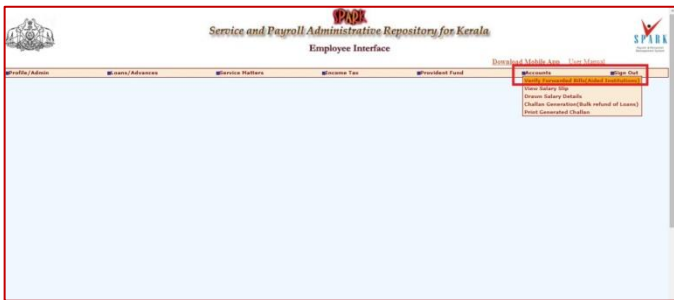 SPARK
Service and Payroll Administrative Repository for Kerala
Employee Interface
SPARK
Download Mobile App User Manual
Profile/Admin Loans/Advances Service Matters Income Tax Provident Fund Accounts Sign Out
Verify Forwarded Bills(Aided Institutions)
View Salary Slip
Drawn Salary Details
Challan Generation(Bulk refund of Loans)
Print Generated Challan